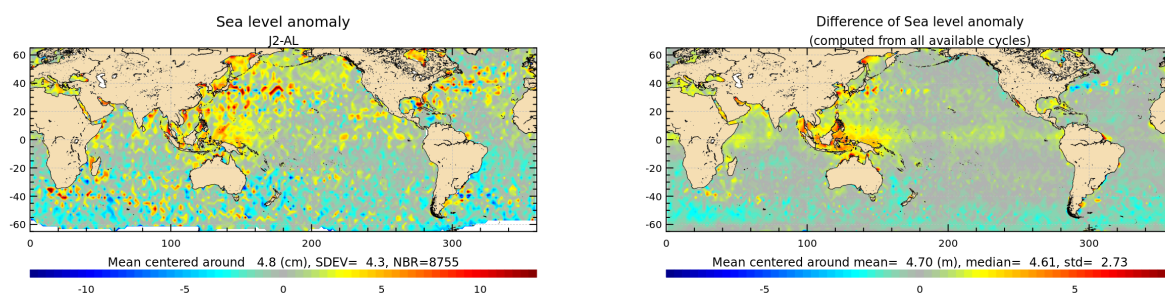 Sea level anomaly
J2-AL
60
40
20
0
-20
-40
-60
0 100 200 300
Mean centered around 4.8 (cm), SDEV= 4.3, NBR=8755
-10 -5 0 5 10
Difference of Sea level anomaly
(computed from all available cycles)
60
40
20
0
-20
-40
-60
0 100 200 300
Mean centered around mean= 4.70 (m), median= 4.61, std= 2.73
-5 0 5